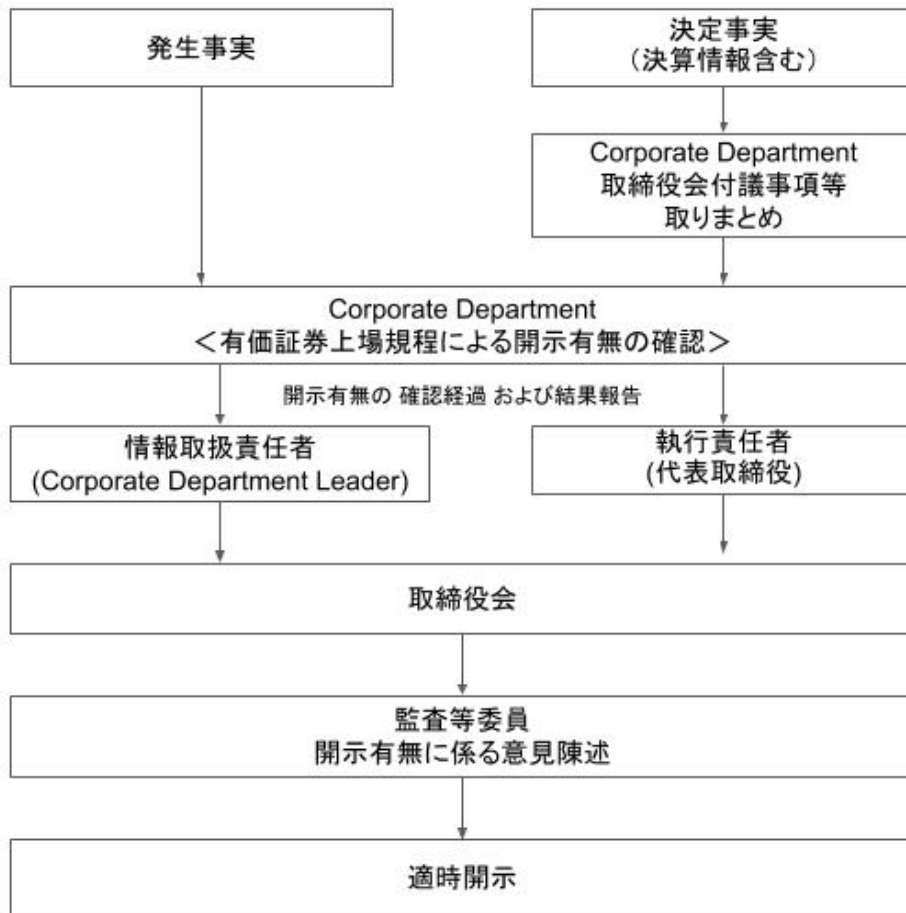 発生事実
決定事実
（決算情報含む）
Corporate Department
取締役会付議事項等
取りまとめ
Corporate Department
＜有価証券上場規程による開示有無の確認＞
開示有無の 確認経過 および結果報告
情報取扱責任者
(Corporate Department Leader)
執行責任者
(代表取締役)
取締役会
監査等委員
開示有無に係る意見陳述
適時開示